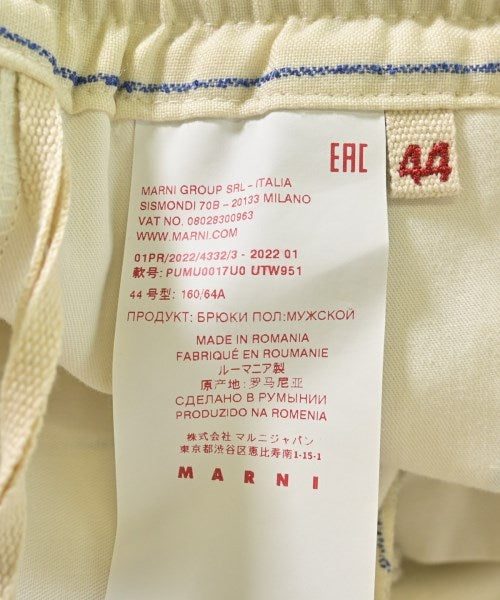 EAC
44
MARNI GROUP SRL - ITALIA
SISMONDI 70B - 20133 MILANO
VAT NO. 08028300963
WWW.MARNI.COM
01PR/2022/4332/3 - 2022 01
款号: PUMU0017U0 UTW951
44 号型: 160/64A
ПРОДУКТ: БРЮКИ ПОЛ:МУЖСКОЙ
MADE IN ROMANIA
FABRIQUÉ EN ROUMANIE
ルーマニア製
原产地: 罗马尼亚
СДЕЛАНО В РУМЫНИИ
PRODUZIDO NA ROMENIA
株式会社 マルニジャパン
東京都渋谷区恵比寿南1-15-1
MARNI